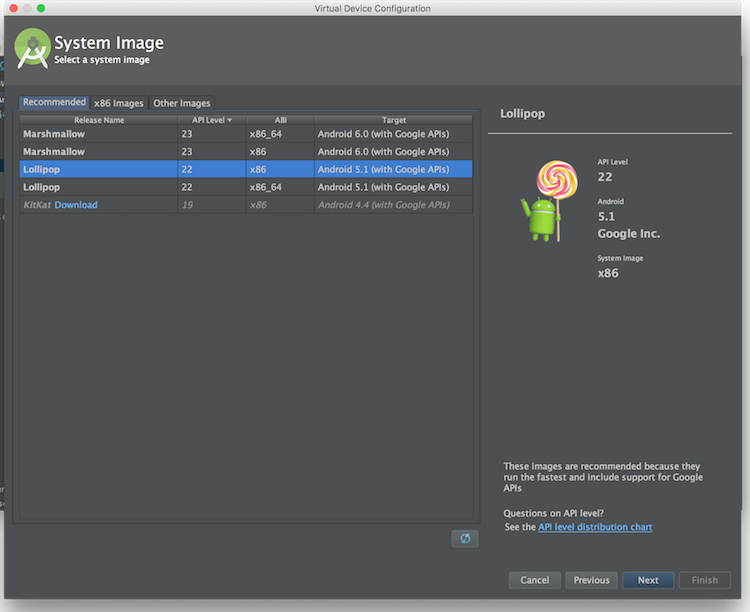 Virtual Device Configuration
System Image
Select a system image
Recommended x86 Images Other Images
Release Name API Level ABI Target
Marshmallow 23 x86_64 Android 6.0 (with Google APIs)
Marshmallow 23 x86 Android 6.0 (with Google APIs)
Lollipop 22 x86 Android 5.1 (with Google APIs)
Lollipop 22 x86_64 Android 5.1 (with Google APIs)
KitKat Download 19 x86 Android 4.4 (with Google APIs)
Lollipop
API Level
22
Android
5.1
Google Inc.
System Image
x86
These images are recommended because they
run the fastest and include support for Google
APIs
Questions on API level?
See the API level distribution chart
Cancel Previous Next Finish